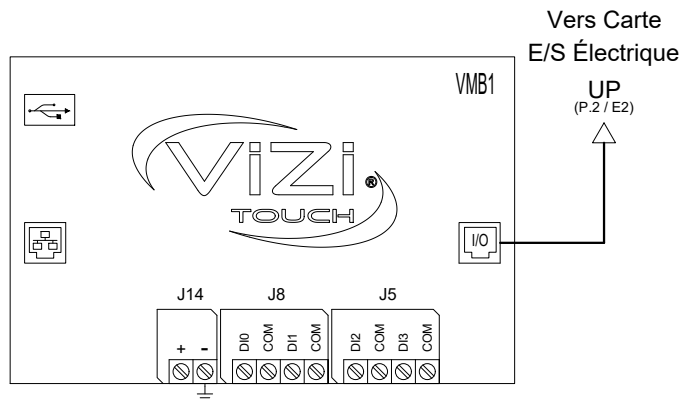 Vers Carte
E/S Électrique
UP
(P.2 / E2)
VMB1
ViZi®
TOUCH
I/O
J14 J8 J5
+ - DI0 COM DI1 COM DI2 COM DI3 COM